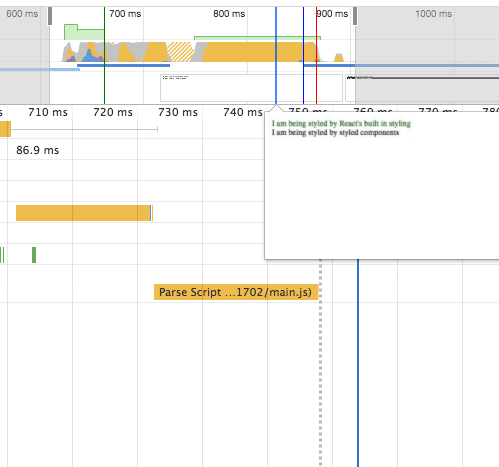 600 ms 700 ms 800 ms 900 ms 1000 ms
s 710 ms 720 ms 730 ms 740 ms 750 ms 760 ms 770 ms 780
I am being styled by React's built in styling
I am being styled by styled components
86.9 ms
Parse Script …1702/main.js)